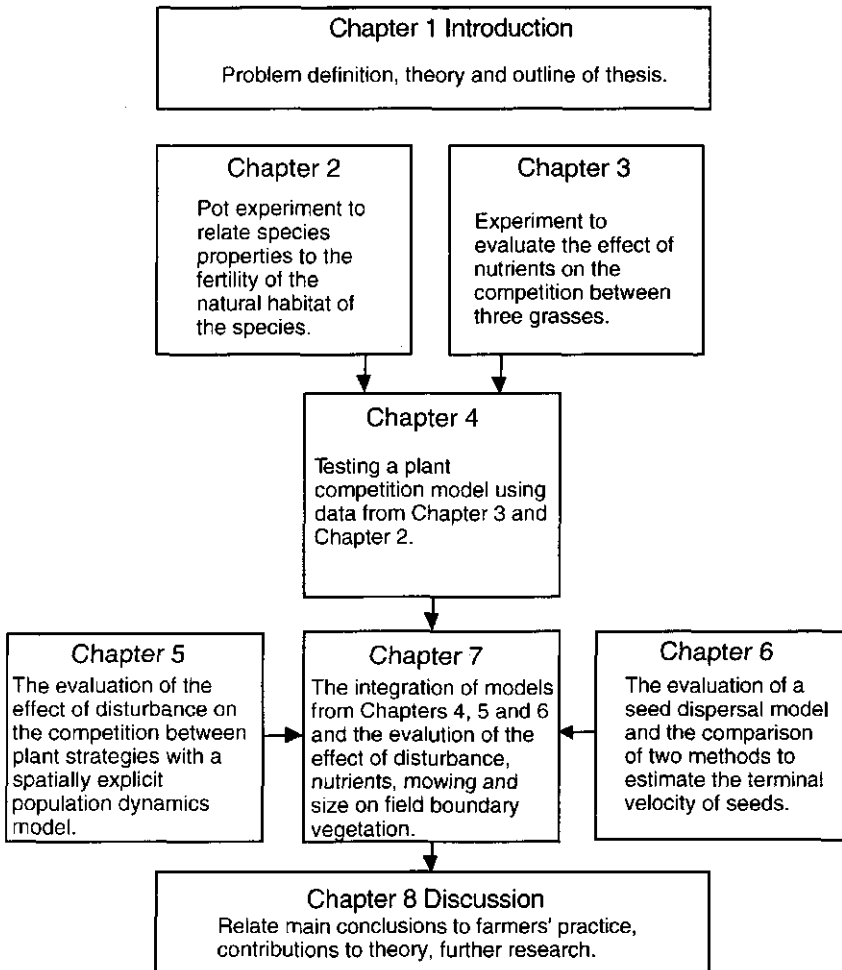 Chapter 1 Introduction
Problem definition, theory and outline of thesis.
Chapter 2
Pot experiment to
relate species
properties to the
fertility of the
natural habitat of
the species.
Chapter 3
Experiment to
evaluate the effect of
nutrients on the
competition between
three grasses.
Chapter 4
Testing a plant
competition model using
data from Chapter 3 and
Chapter 2.
Chapter 5
The evaluation of the
effect of disturbance on
the competition between
plant strategies with a
spatially explicit
population dynamics
model.
Chapter 7
The integration of models
from Chapters 4, 5 and 6
and the evalution of the
effect of disturbance,
nutrients, mowing and
size on field boundary
vegetation.
Chapter 6
The evaluation of a
seed dispersal model
and the comparison
of two methods to
estimate the terminal
velocity of seeds.
Chapter 8 Discussion
Relate main conclusions to farmers' practice,
contributions to theory, further research.